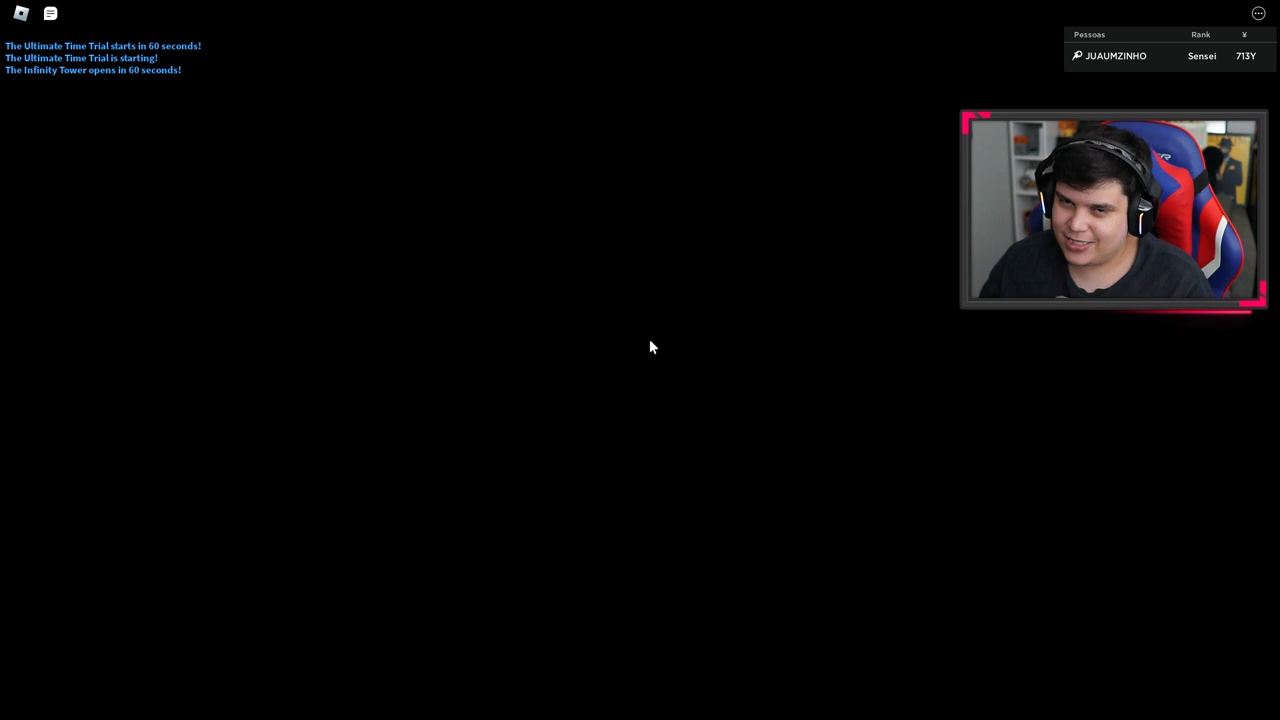 The Ultimate Time Trial starts in 60 seconds!
The Ultimate Time Trial is starting!
The Infinity Tower opens in 60 seconds!
Pessoas Rank ¥
JUAUMZINHO Sensei 713Y